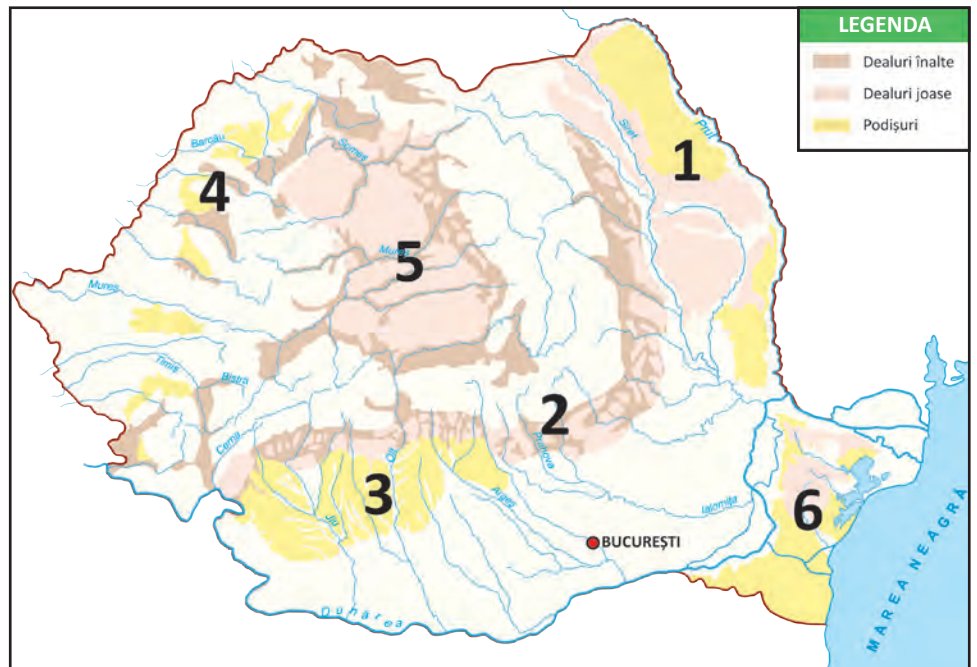 LEGENDA
Dealuri înalte
Dealuri joase
Podișuri
Siret
Prut
1
Barcău
Someș
4
5
Mureș
Mureș
Timiș
Bistra
2
Cerna
Olt
Prahova
3
Argeș
Ialomița
6
Jiu
BUCUREȘTI
Dunărea
MAREA NEAGRĂ